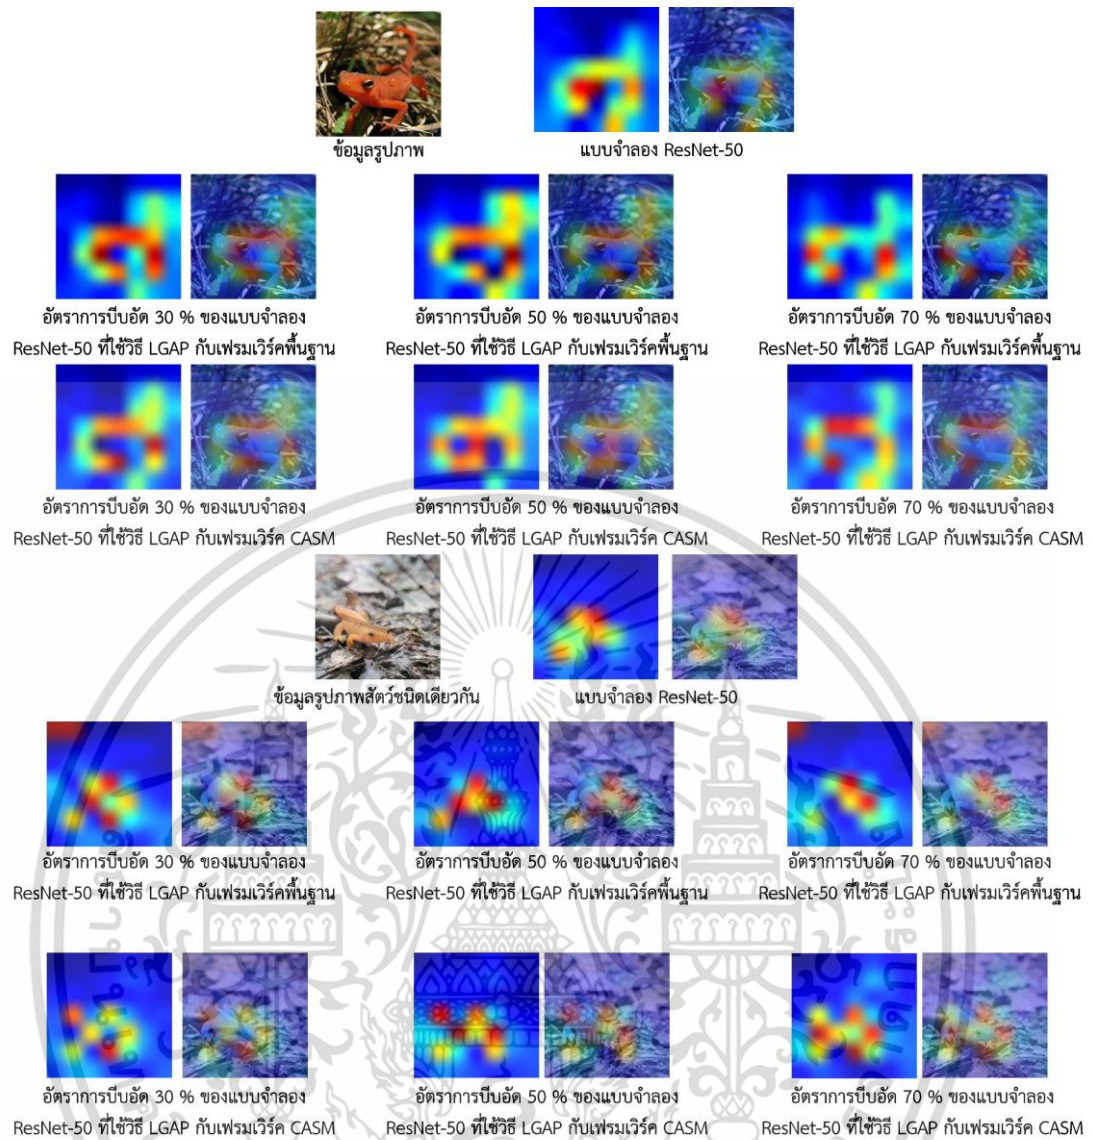 ข้อมูลรูปภาพ
แบบจำลอง ResNet-50
อัตราการบีบอัด 30 % ของแบบจำลอง
ResNet-50 ที่ใช้วิธี LGAP กับเฟรมเวิร์คพื้นฐาน
อัตราการบีบอัด 50 % ของแบบจำลอง
ResNet-50 ที่ใช้วิธี LGAP กับเฟรมเวิร์คพื้นฐาน
อัตราการบีบอัด 70 % ของแบบจำลอง
ResNet-50 ที่ใช้วิธี LGAP กับเฟรมเวิร์คพื้นฐาน
อัตราการบีบอัด 30 % ของแบบจำลอง
ResNet-50 ที่ใช้วิธี LGAP กับเฟรมเวิร์ค CASM
อัตราการบีบอัด 50 % ของแบบจำลอง
ResNet-50 ที่ใช้วิธี LGAP กับเฟรมเวิร์ค CASM
อัตราการบีบอัด 70 % ของแบบจำลอง
ResNet-50 ที่ใช้วิธี LGAP กับเฟรมเวิร์ค CASM
ข้อมูลรูปภาพสัตว์ชนิดเดียวกัน
แบบจำลอง ResNet-50
อัตราการบีบอัด 30 % ของแบบจำลอง
ResNet-50 ที่ใช้วิธี LGAP กับเฟรมเวิร์คพื้นฐาน
อัตราการบีบอัด 50 % ของแบบจำลอง
ResNet-50 ที่ใช้วิธี LGAP กับเฟรมเวิร์คพื้นฐาน
อัตราการบีบอัด 70 % ของแบบจำลอง
ResNet-50 ที่ใช้วิธี LGAP กับเฟรมเวิร์คพื้นฐาน
อัตราการบีบอัด 30 % ของแบบจำลอง
ResNet-50 ที่ใช้วิธี LGAP กับเฟรมเวิร์ค CASM
อัตราการบีบอัด 50 % ของแบบจำลอง
ResNet-50 ที่ใช้วิธี LGAP กับเฟรมเวิร์ค CASM
อัตราการบีบอัด 70 % ของแบบจำลอง
ResNet-50 ที่ใช้วิธี LGAP กับเฟรมเวิร์ค CASM